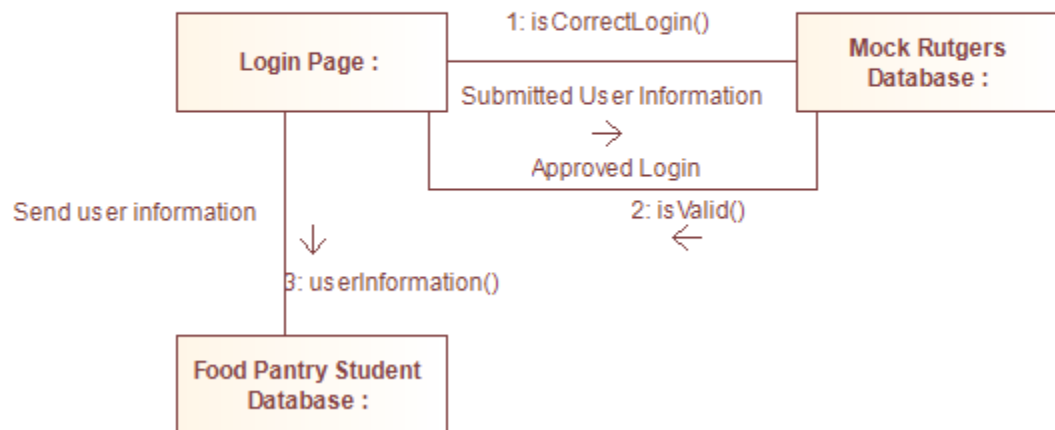 1: isCorrectLogin()
Login Page :
Mock Rutgers
Database :
Submitted User Information
Approved Login
Send user information
2: isValid()
3: userInformation()
Food Pantry Student
Database :